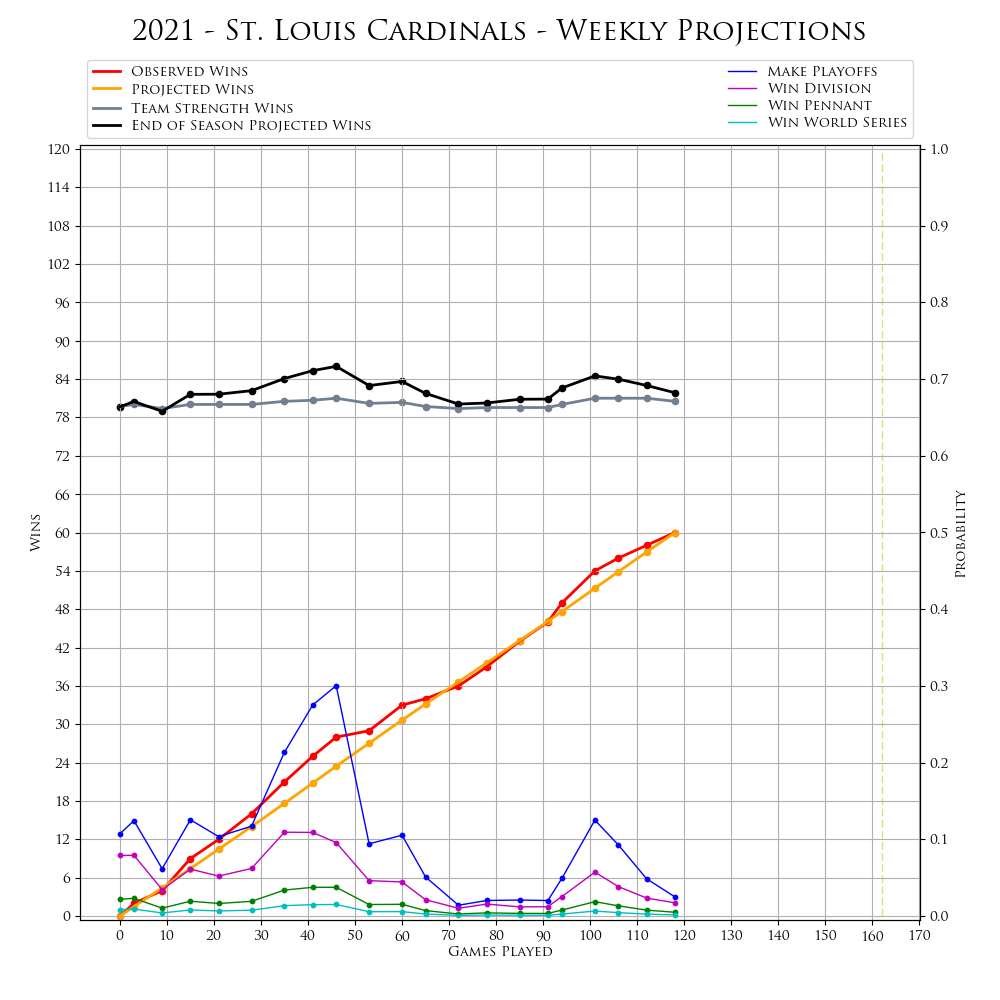 2021 - St. Louis Cardinals - Weekly Projections
Observed Wins
Projected Wins
Team Strength Wins
End of Season Projected Wins
Make Playoffs
Win Division
Win Pennant
Win World Series
120
114
108
102
96
90
84
78
72
66
60
54
48
42
36
30
24
18
12
6
0
Wins
1.0
0.9
0.8
0.7
0.6
0.5
0.4
0.3
0.2
0.1
0.0
Probability
0 10 20 30 40 50 60 70 80 90 100 110 120 130 140 150 160 170
Games Played